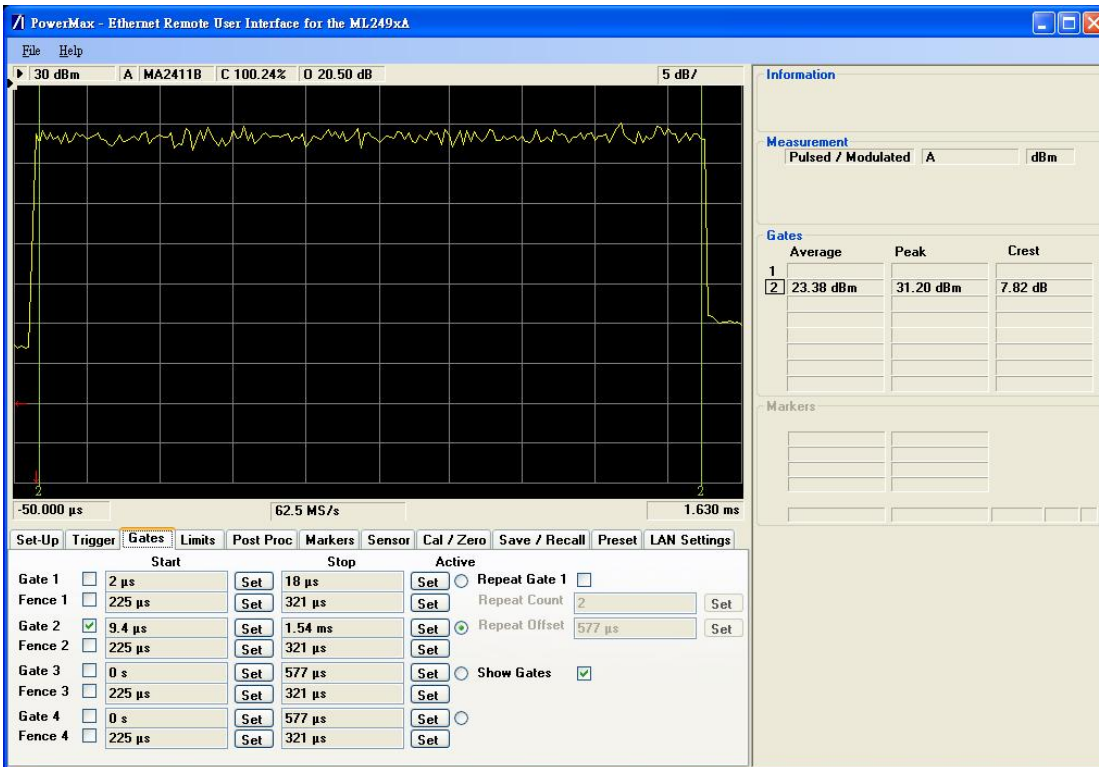 PowerMax - Ethernet Remote User Interface for the ML249xA
File Help
30 dBm A MA2411B C 100.24% O 20.50 dB 5 dB/
2 2
-50.000 µs 62.5 MS/s 1.630 ms
Information
Measurement
Pulsed / Modulated A dBm
Gates
Average Peak Crest
1
2 23.38 dBm 31.20 dBm 7.82 dB
Markers
Set-Up Trigger Gates Limits Post Proc Markers Sensor Cal / Zero Save / Recall Preset LAN Settings
Start Stop Active
Gate 1 2 µs Set 18 µs Set Repeat Gate 1
Fence 1 225 µs Set 321 µs Set Repeat Count 2 Set
Gate 2 9.4 µs Set 1.54 ms Set Repeat Offset 577 µs Set
Fence 2 225 µs Set 321 µs Set
Gate 3 0 s Set 577 µs Set Show Gates
Fence 3 225 µs Set 321 µs Set
Gate 4 0 s Set 577 µs Set
Fence 4 225 µs Set 321 µs Set